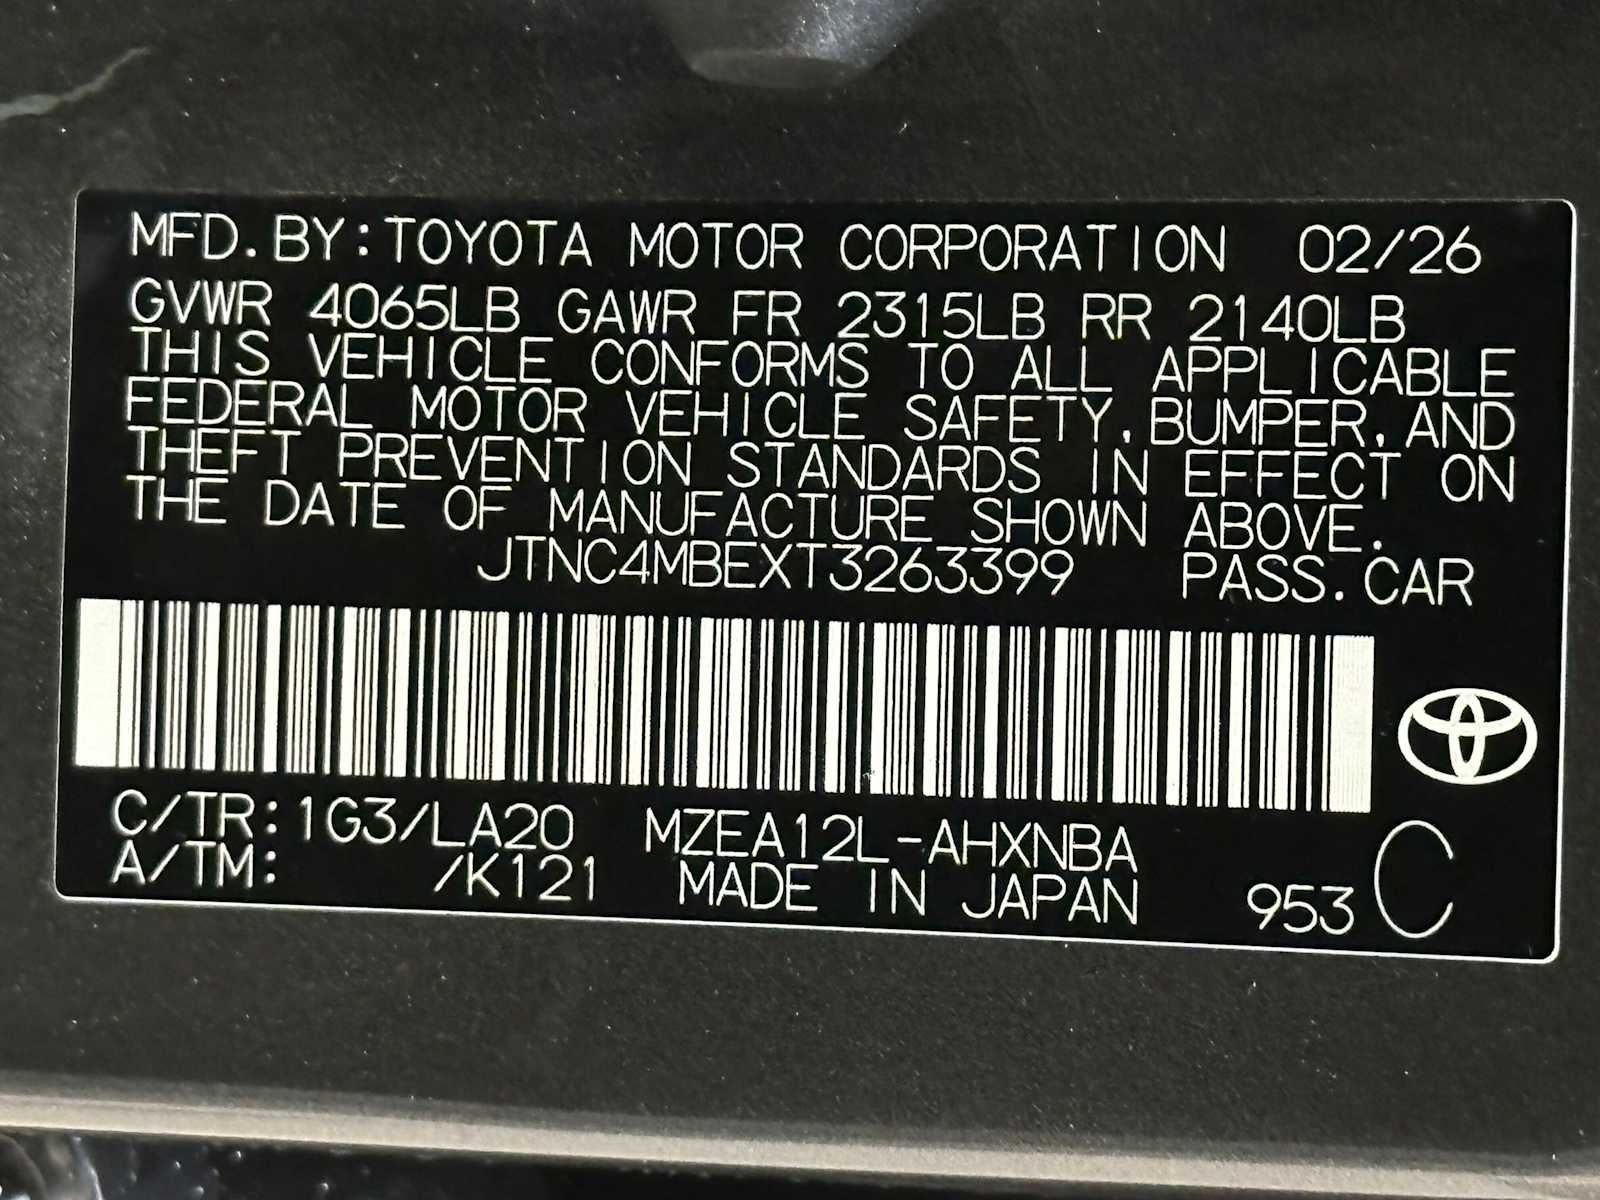 MFD.BY:TOYOTA MOTOR CORPORATION 02/26
GVWR 4065LB GAWR FR 2315LB RR 2140LB
THIS VEHICLE CONFORMS TO ALL APPLICABLE
FEDERAL MOTOR VEHICLE SAFETY,BUMPER,AND
THEFT PREVENTION STANDARDS IN EFFECT ON
THE DATE OF MANUFACTURE SHOWN ABOVE.
JTNC4MBEXT3263399 PASS.CAR
C/TR:1G3/LA20 MZEA12L-AHXNBA
A/TM: /K121 MADE IN JAPAN 953 C